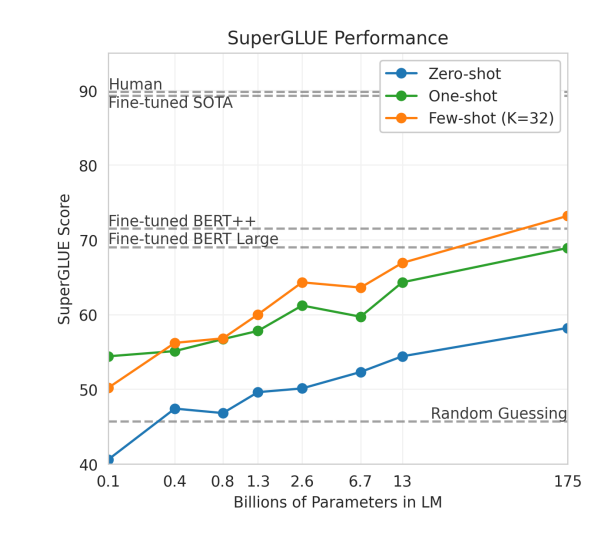 SuperGLUE Performance
Human
Fine-tuned SOTA
Fine-tuned BERT++
Fine-tuned BERT Large
Random Guessing
Zero-shot
One-shot
Few-shot (K=32)
SuperGLUE Score
90
80
70
60
50
40
0.1 0.4 0.8 1.3 2.6 6.7 13 175
Billions of Parameters in LM